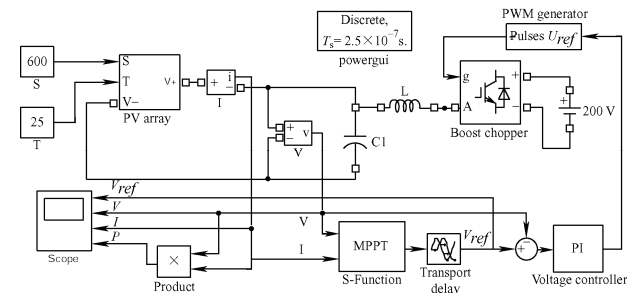 Discrete,
Tₛ= 2.5×10⁻⁷s.
powergui
PWM generator
Pulses Uref
600
S
25
T
S
T
V−
V+
PV array
i
+
−
I
L
C1
g
A
+
−
Boost chopper
+
200 V
+
−
v
V
Vref
V
I
P
Scope
×
Product
V
I
MPPT
S-Function
Transport
delay
Vref
−
+
PI
Voltage controller